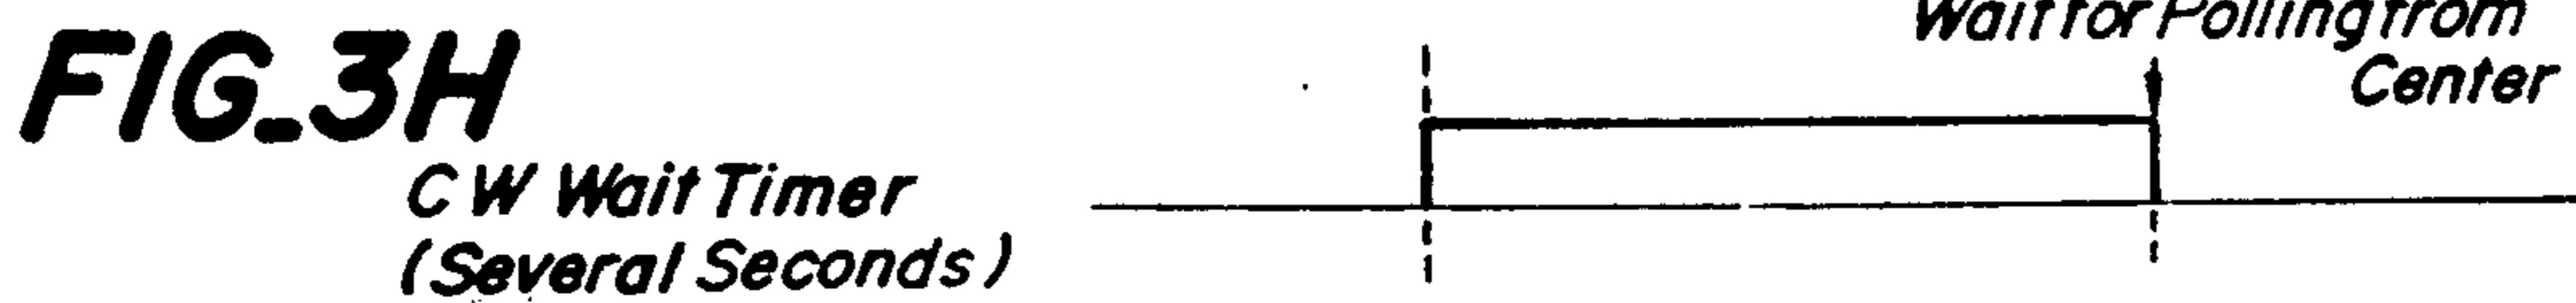 FIG_3H
Wait for Polling from
Center
CW Wait Timer
(Several Seconds)